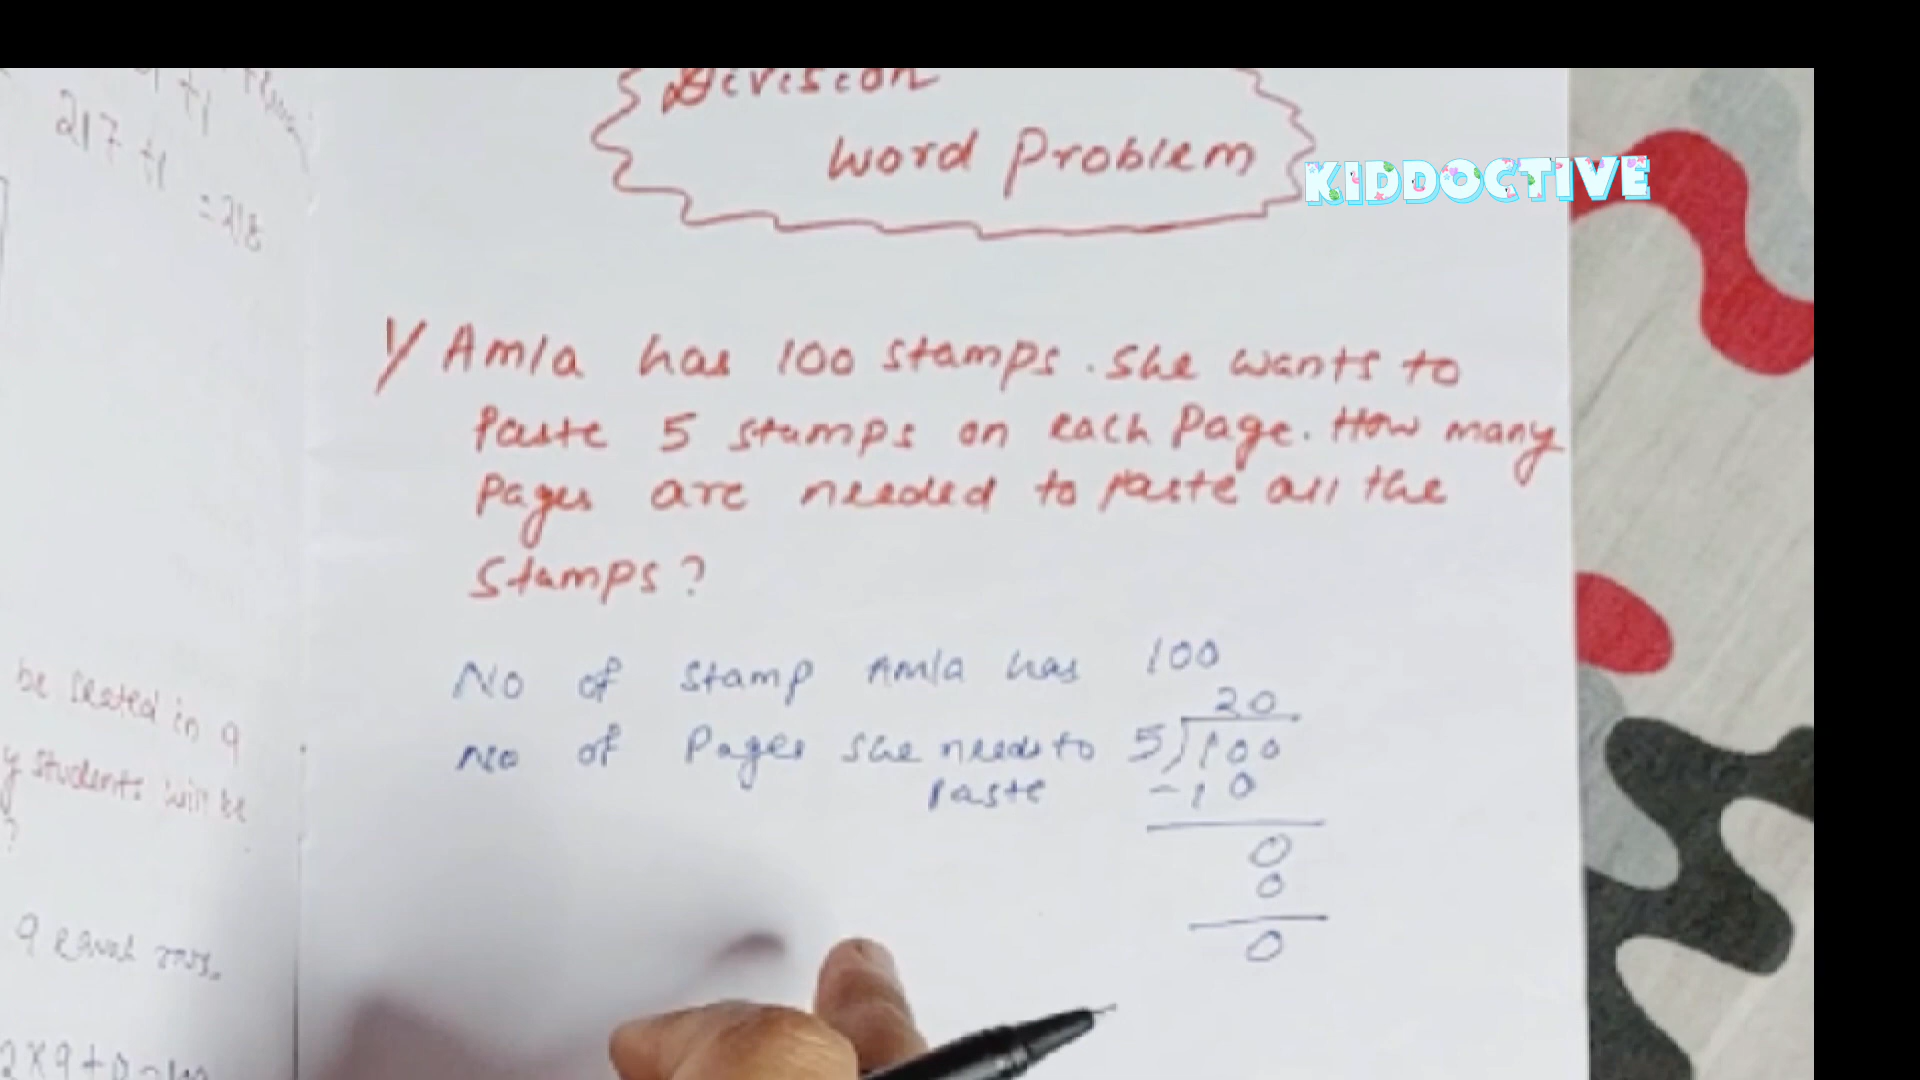 217 +1
= 218
be seated in 9
y students will be
?
9 equal rows.
Division
Word Problem
KIDDOCTIVE
1/ Amla has 100 stamps. She wants to
Paste 5 stamps on each Page. How many
Pages are needed to Paste all the
Stamps?
No of Stamp Amla has 100
20
No of Pages She needs to 5)100
Paste -10
0
0
0